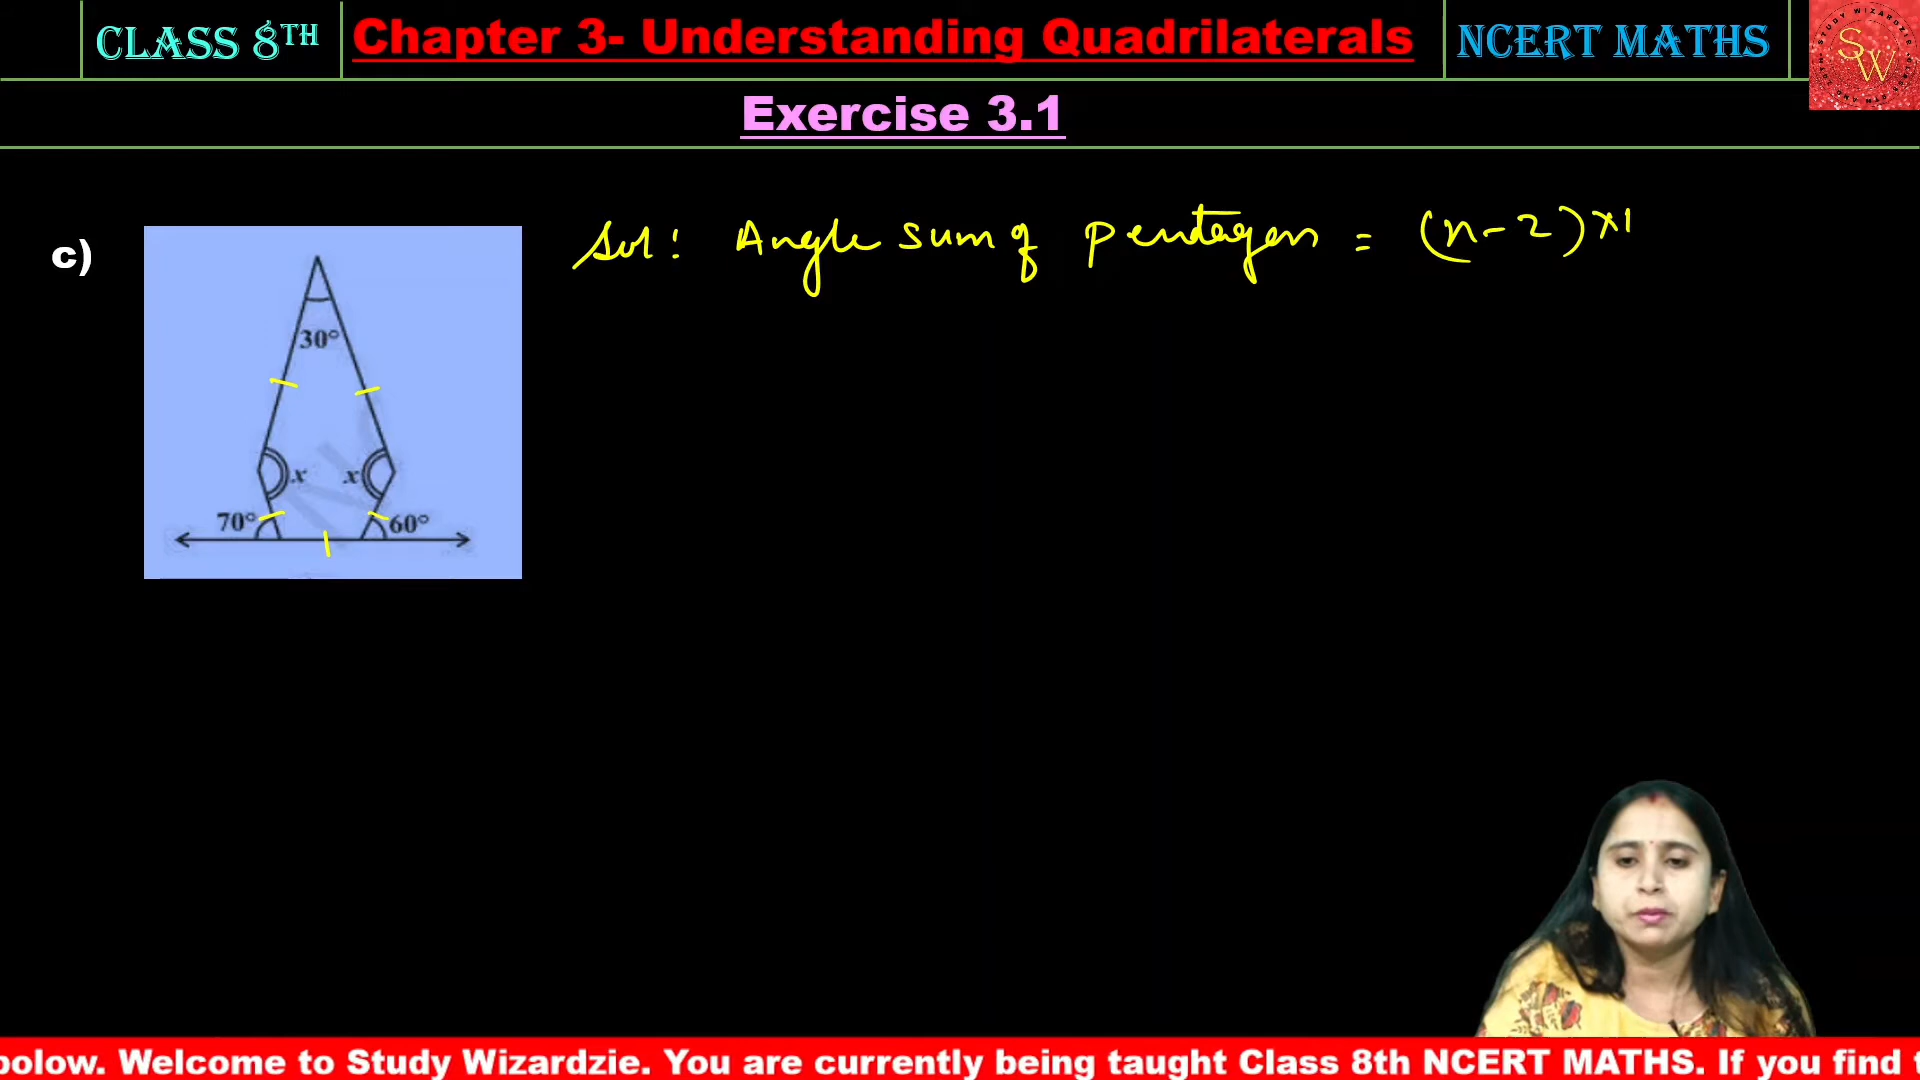 CLASS 8TH
Chapter 3- Understanding Quadrilaterals
NCERT MATHS
SW
Exercise 3.1
c)
Sol: Angle sum of pentagon = (n-2)×1
30°
x x
70° 60°
Welcome to Study Wizardzie. You are currently being taught Class 8th NCERT MATHS. If you find